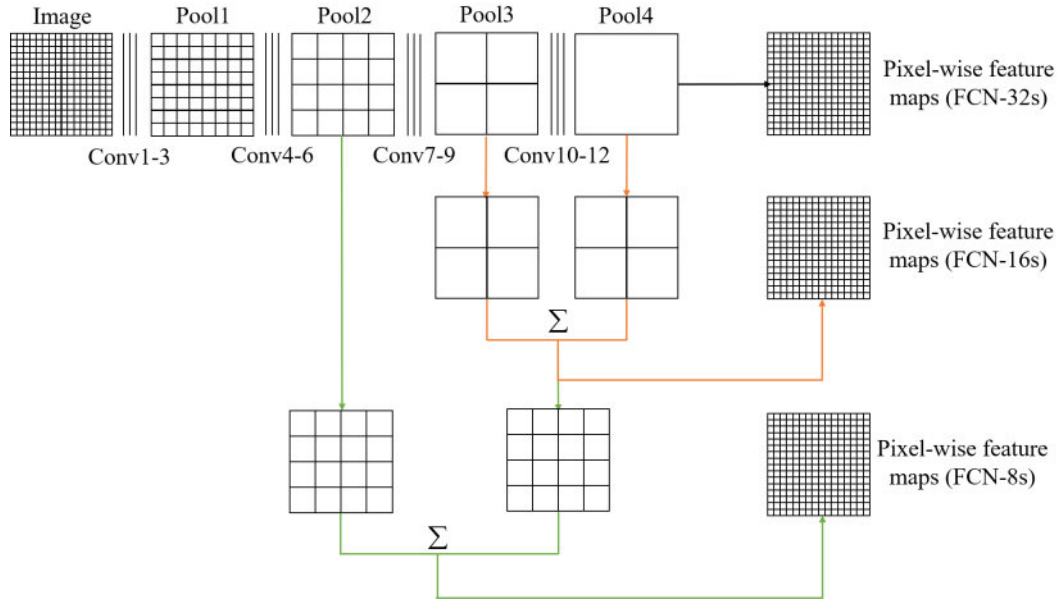 Image
Pool1
Pool2
Pool3
Pool4
Pixel-wise feature
maps (FCN-32s)
Conv1-3
Conv4-6
Conv7-9
Conv10-12
Pixel-wise feature
maps (FCN-16s)
Σ
Pixel-wise feature
maps (FCN-8s)
Σ